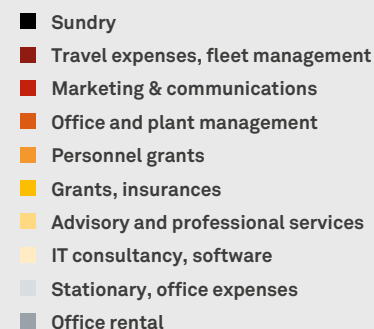 Sundry
Travel expenses, fleet management
Marketing & communications
Office and plant management
Personnel grants
Grants, insurances
Advisory and professional services
IT consultancy, software
Stationary, office expenses
Office rental